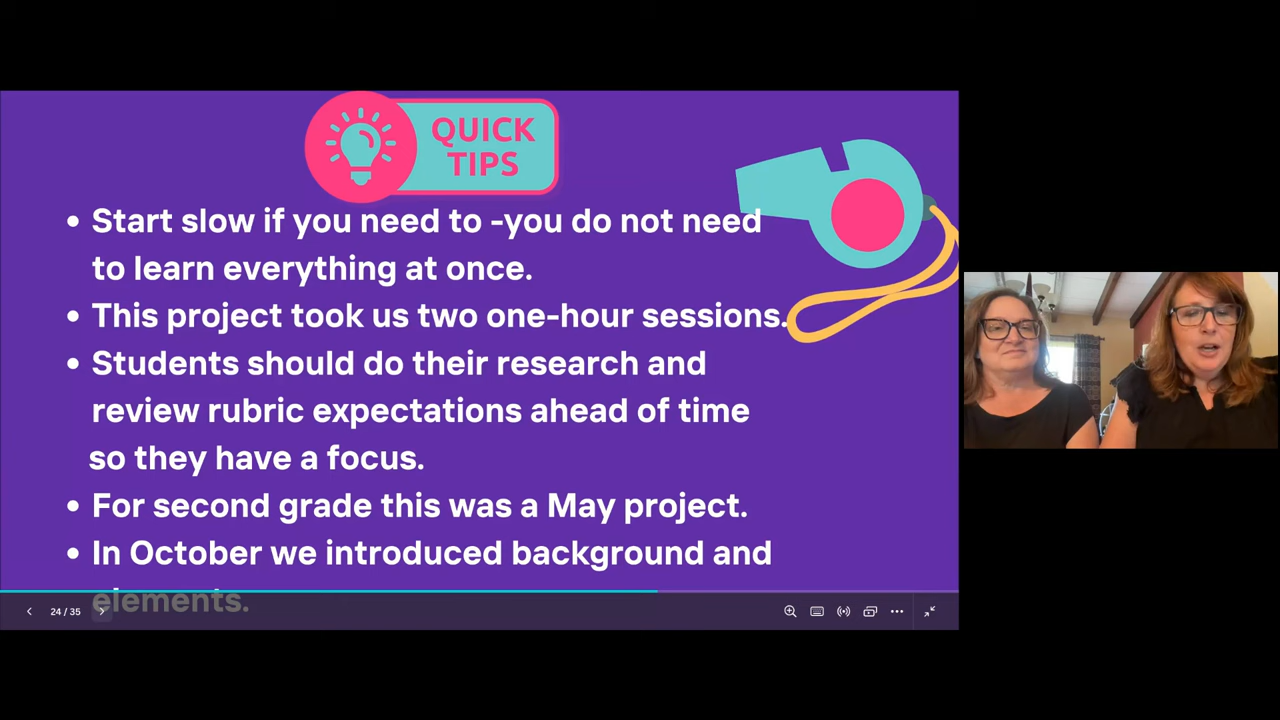 QUICK
TIPS
• Start slow if you need to -you do not need
to learn everything at once.
• This project took us two one-hour sessions.
• Students should do their research and
review rubric expectations ahead of time
so they have a focus.
• For second grade this was a May project.
• In October we introduced background and
elements.
24 / 35